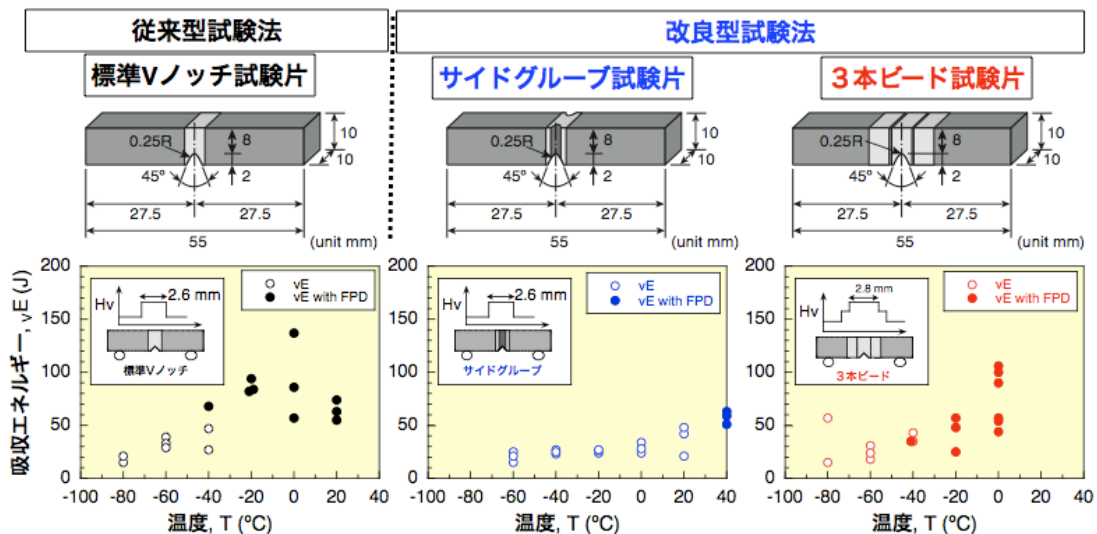 従来型試験法
改良型試験法
標準Vノッチ試験片
サイドグルーブ試験片
３本ビード試験片
0.25R
8
10
10
45º
2
27.5
27.5
55
(unit mm)
0.25R
8
10
10
45º
2
27.5
27.5
55
(unit mm)
0.25R
8
10
10
45º
2
27.5
27.5
55
(unit mm)
吸収エネルギー, vE (J)
200
150
100
50
0
Hv
2.6 mm
標準Vノッチ
vE
vE with FPD
-100 -80 -60 -40 -20 0 20 40
温度, T (ºC)
200
150
100
50
0
Hv
2.6 mm
サイドグルーブ
vE
vE with FPD
-100 -80 -60 -40 -20 0 20 40
温度, T (ºC)
200
150
100
50
0
Hv
2.8 mm
３本ビード
vE
vE with FPD
-100 -80 -60 -40 -20 0 20 40
温度, T (ºC)